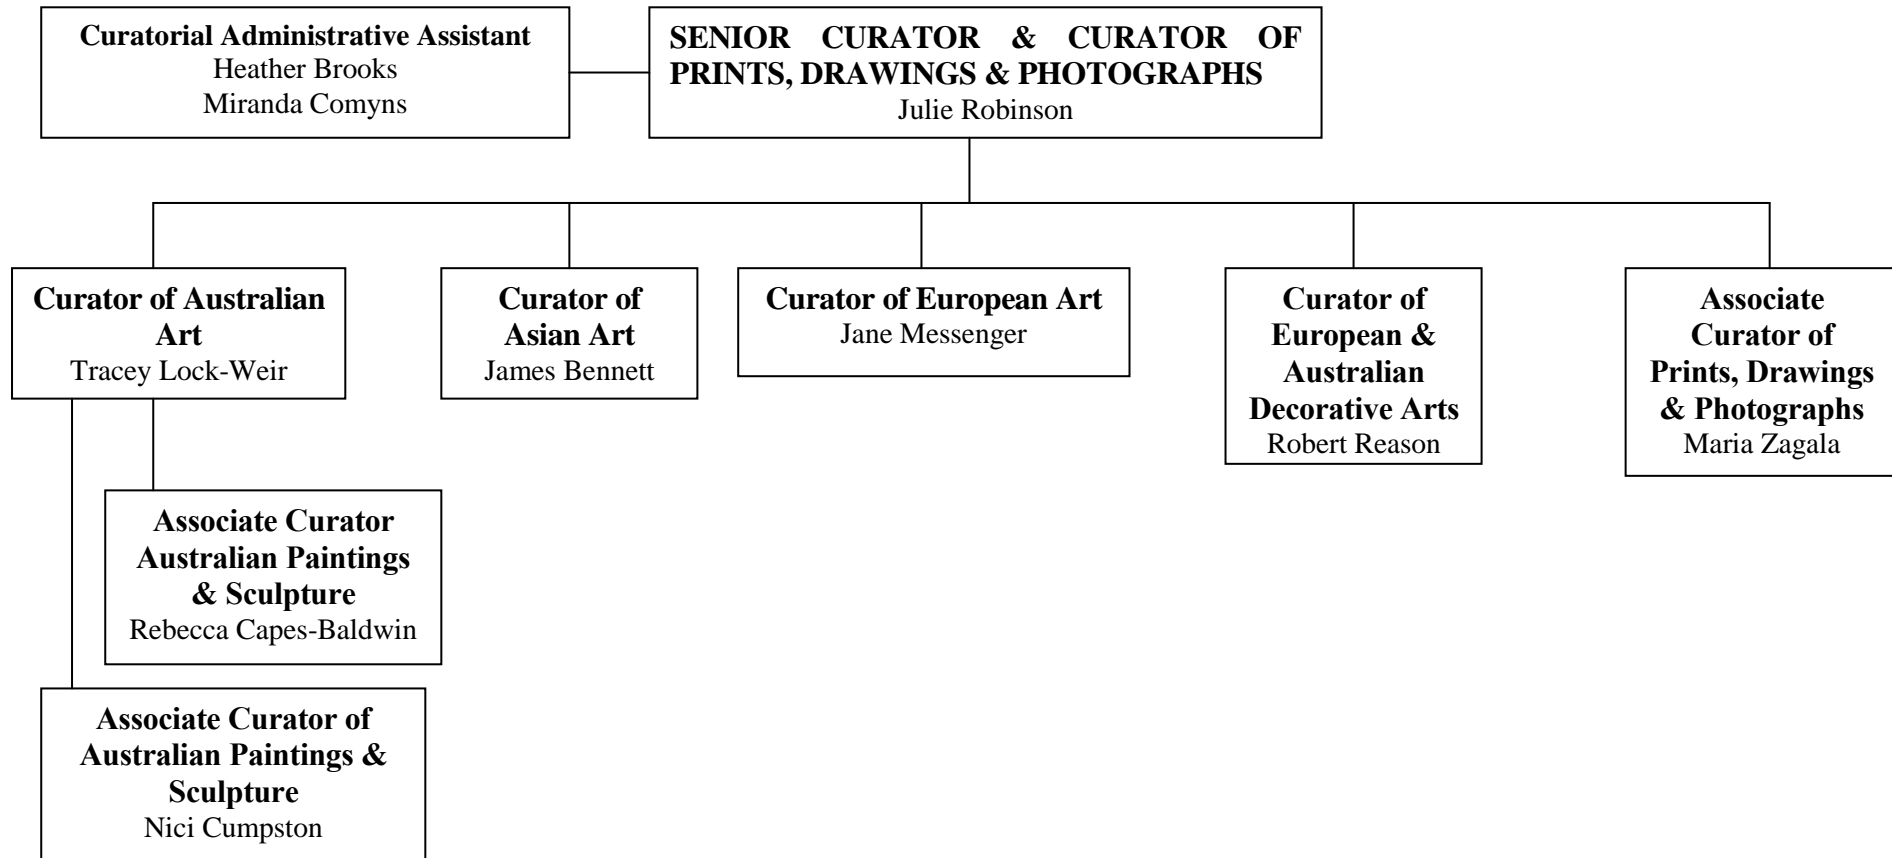 Curatorial Administrative Assistant
Heather Brooks
Miranda Comyns
SENIOR CURATOR & CURATOR OF
PRINTS, DRAWINGS & PHOTOGRAPHS
Julie Robinson
Curator of Australian
Art
Tracey Lock-Weir
Curator of
Asian Art
James Bennett
Curator of European Art
Jane Messenger
Curator of
European &
Australian
Decorative Arts
Robert Reason
Associate
Curator of
Prints, Drawings
& Photographs
Maria Zagala
Associate Curator
Australian Paintings
& Sculpture
Rebecca Capes-Baldwin
Associate Curator of
Australian Paintings &
Sculpture
Nici Cumpston